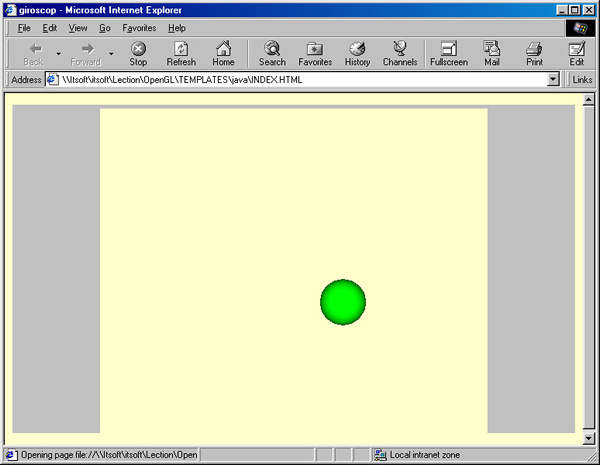 giroscop - Microsoft Internet Explorer
File Edit View Go Favorites Help
Back Forward Stop Refresh Home Search Favorites History Channels Fullscreen Mail Print Edit
Address \\Itsoft\itsoft\Lection\OpenGL\TEMPLATES\java\INDEX.HTML Links
Opening page file://\\Itsoft\itsoft\Lection\Open Local intranet zone